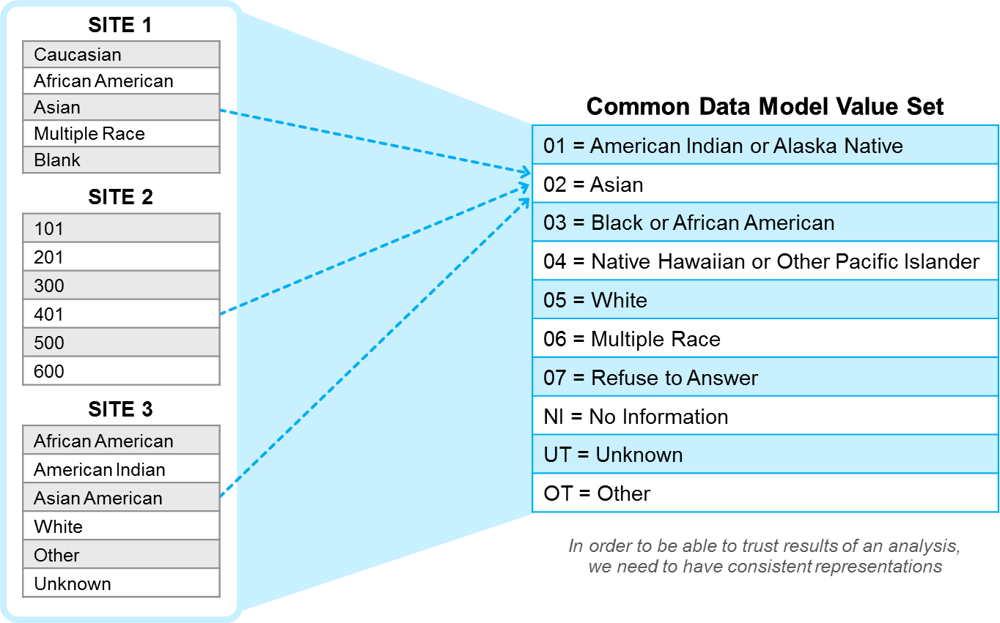 SITE 1
Caucasian
African American
Asian
Multiple Race
Blank
SITE 2
101
201
300
401
500
600
SITE 3
African American
American Indian
Asian American
White
Other
Unknown
Common Data Model Value Set
01 = American Indian or Alaska Native
02 = Asian
03 = Black or African American
04 = Native Hawaiian or Other Pacific Islander
05 = White
06 = Multiple Race
07 = Refuse to Answer
NI = No Information
UT = Unknown
OT = Other
In order to be able to trust results of an analysis,
we need to have consistent representations